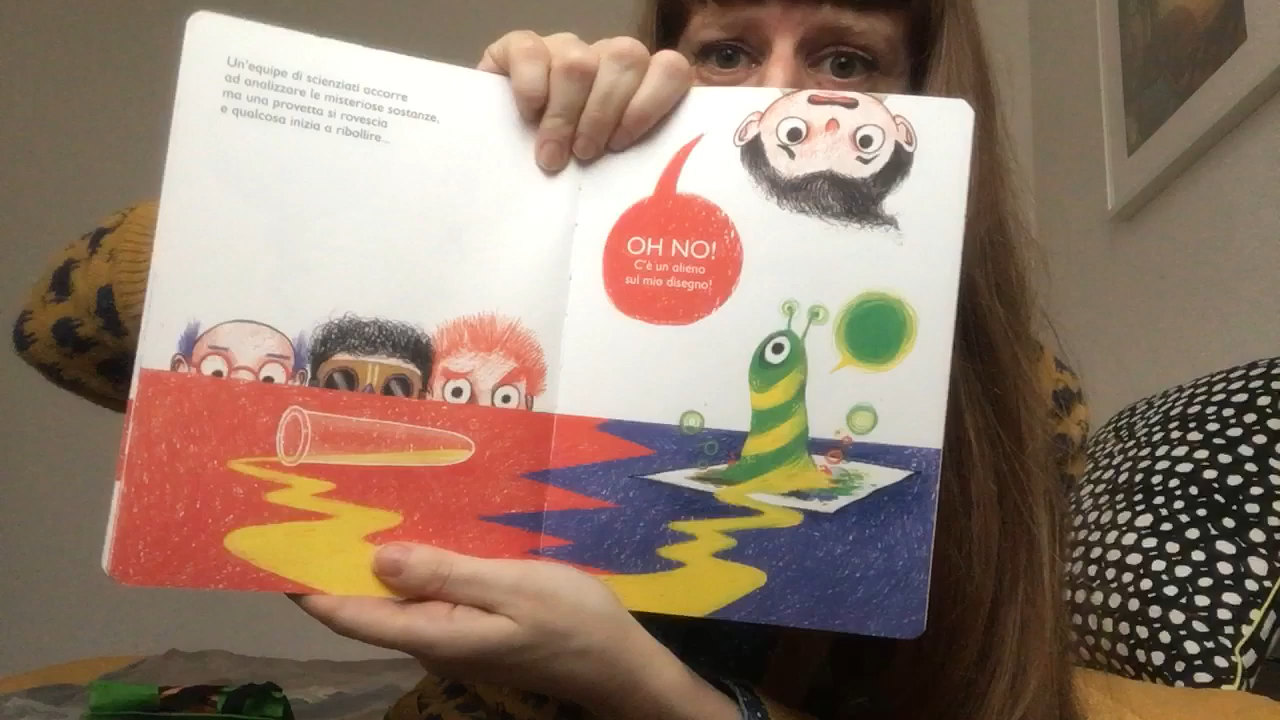 Un'equipe di scienziati accorre
ad analizzare le misteriose sostanze,
ma una provetta si rovescia
e qualcosa inizia a ribollire...
OH NO!
C'è un alieno
sul mio disegno!